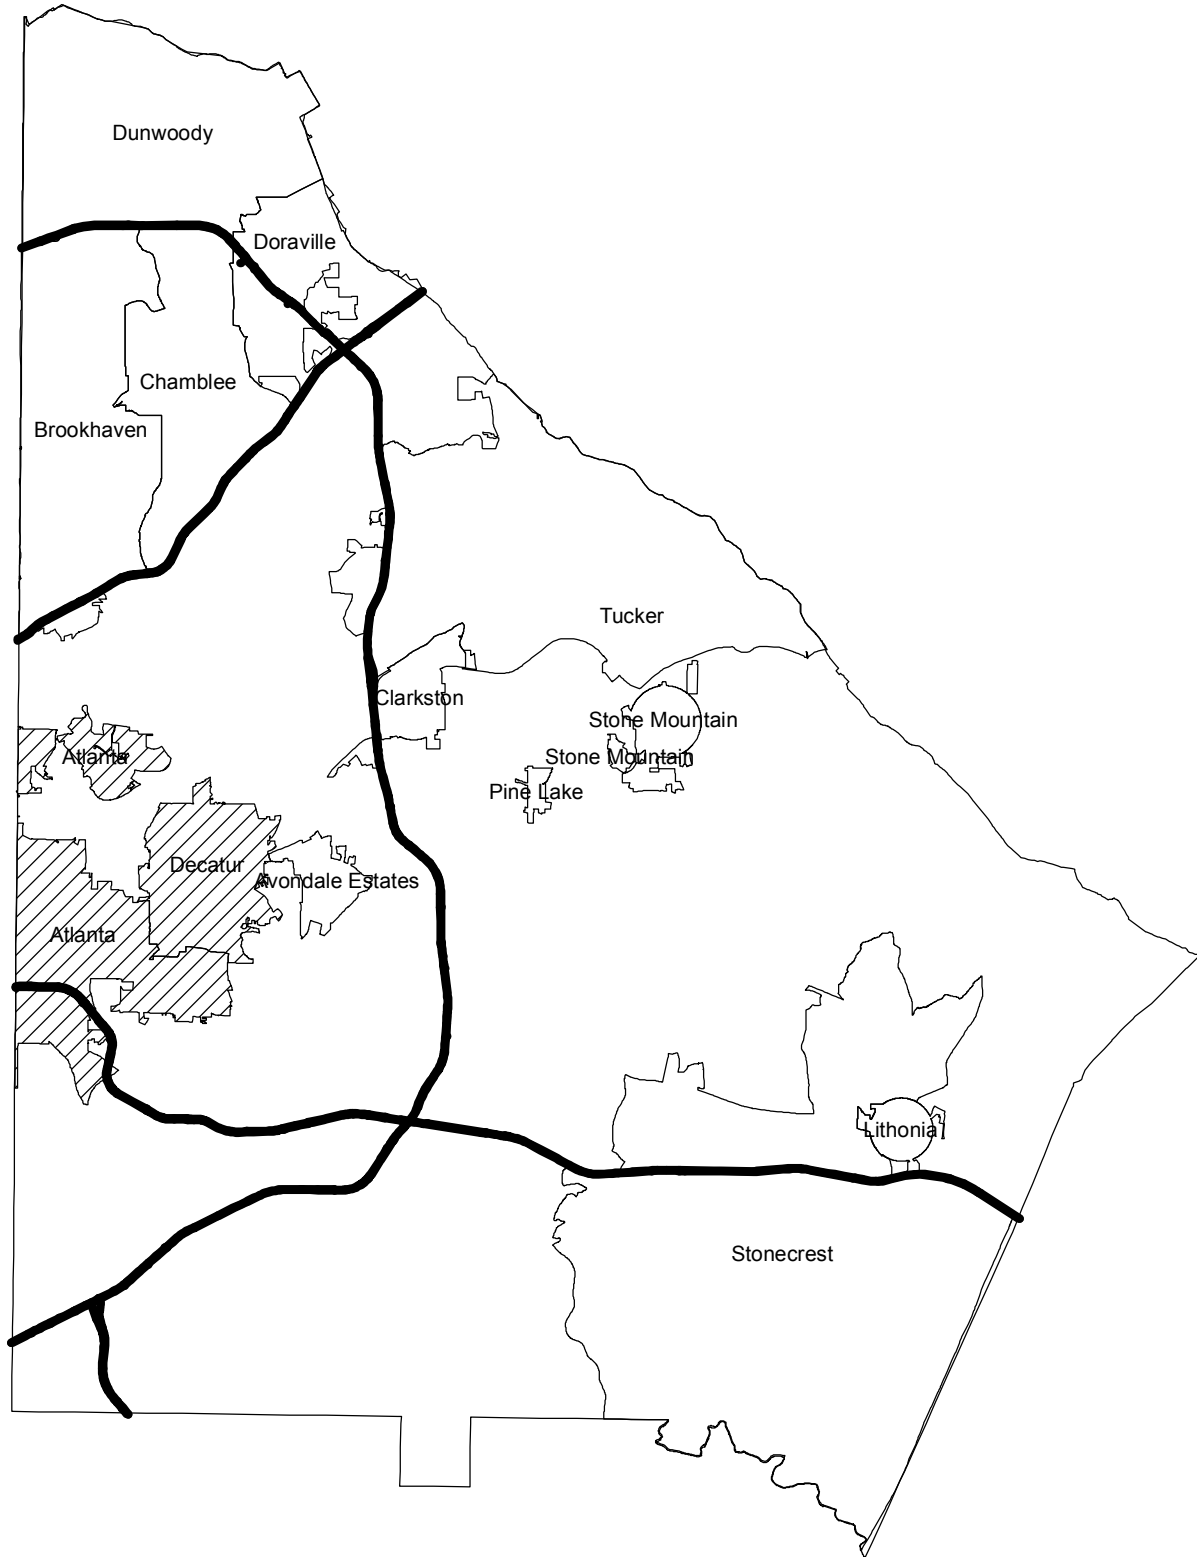 Dunwoody
Doraville
Chamblee
Brookhaven
Tucker
Clarkston
Stone Mountain
Atlanta
Stone Mountain
Pine Lake
Decatur
Avondale Estates
Atlanta
Lithonia
Stonecrest